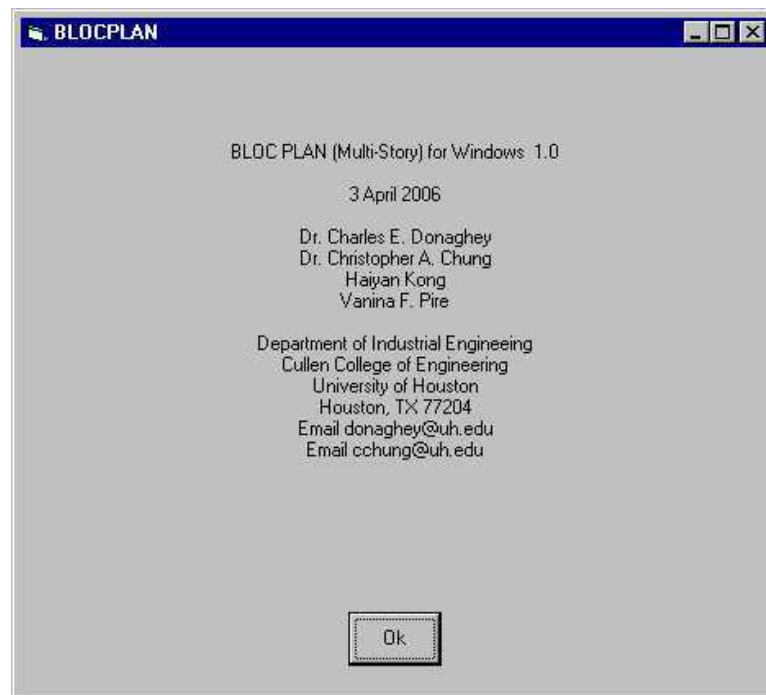 BLOCPLAN
BLOC PLAN (Multi-Story) for Windows 1.0
3 April 2006
Dr. Charles E. Donaghey
Dr. Christopher A. Chung
Haiyan Kong
Vanina F. Pire
Department of Industrial Engineeing
Cullen College of Engineering
University of Houston
Houston, TX 77204
Email donaghey@uh.edu
Email cchung@uh.edu
Ok